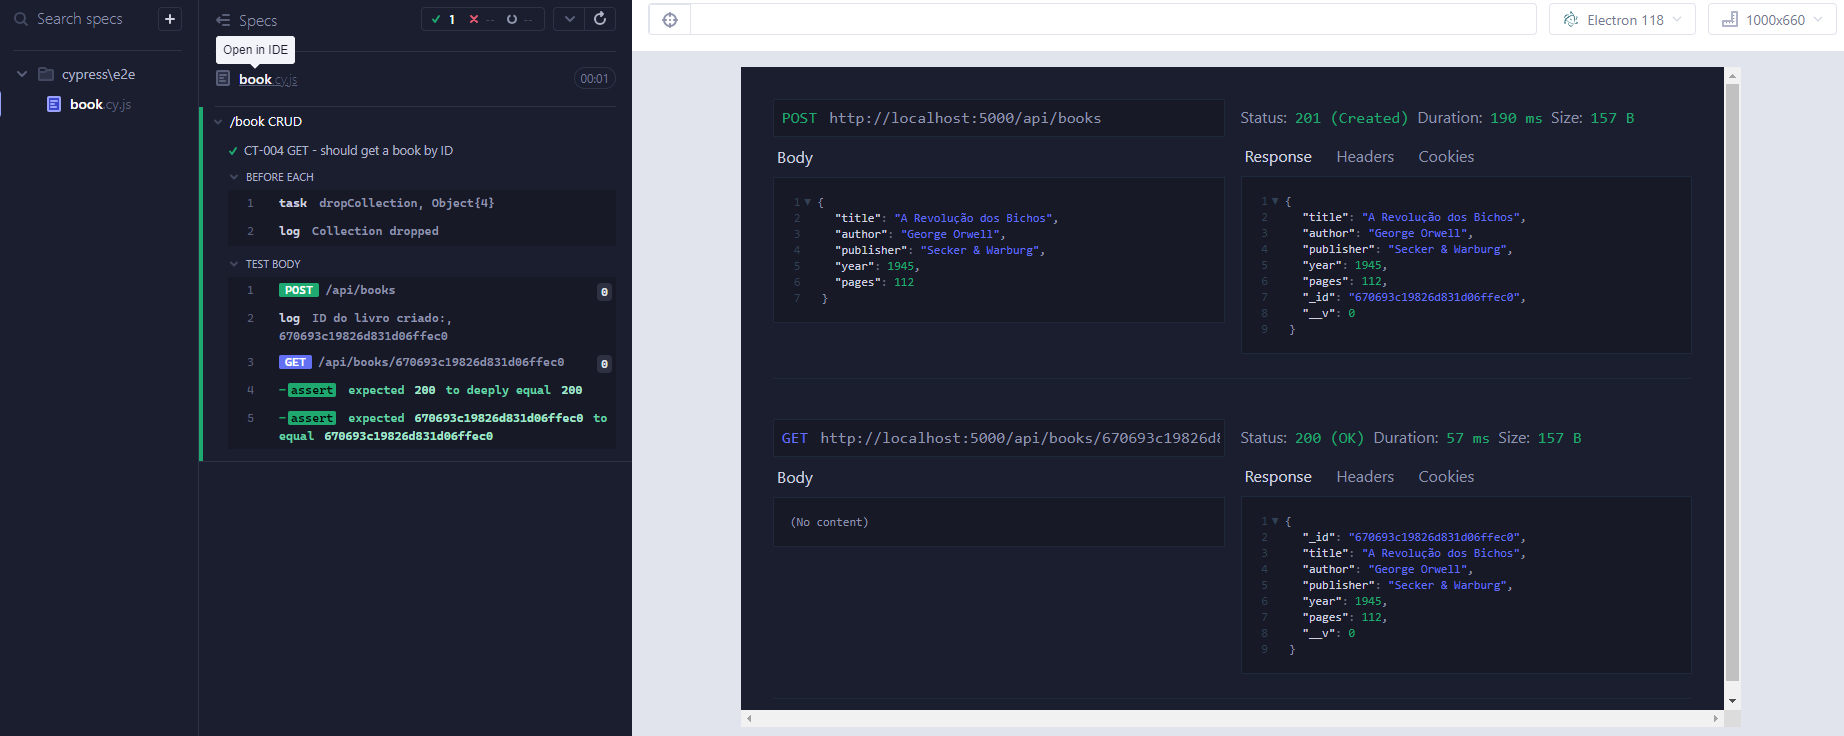 Search specs
+
cypress\e2e
book.cy.js
Specs
1 -- --
Open in IDE
book.cy.js
00:01
/book CRUD
CT-004 GET - should get a book by ID
BEFORE EACH
1 task dropCollection, Object{4}
2 log Collection dropped
TEST BODY
1 POST /api/books 0
2 log ID do livro criado:,
670693c19826d831d06ffec0
3 GET /api/books/670693c19826d831d06ffec0 0
4 -assert expected 200 to deeply equal 200
5 -assert expected 670693c19826d831d06ffec0 to
equal 670693c19826d831d06ffec0
Electron 118
1000x660
POST http://localhost:5000/api/books
Status: 201 (Created) Duration: 190 ms Size: 157 B
Body
1 {
2 "title": "A Revolução dos Bichos",
3 "author": "George Orwell",
4 "publisher": "Secker & Warburg",
5 "year": 1945,
6 "pages": 112
7 }
Response Headers Cookies
1 {
2 "title": "A Revolução dos Bichos",
3 "author": "George Orwell",
4 "publisher": "Secker & Warburg",
5 "year": 1945,
6 "pages": 112,
7 "_id": "670693c19826d831d06ffec0",
8 "__v": 0
9 }
GET http://localhost:5000/api/books/670693c19826d8
Status: 200 (OK) Duration: 57 ms Size: 157 B
Body
(No content)
Response Headers Cookies
1 {
2 "_id": "670693c19826d831d06ffec0",
3 "title": "A Revolução dos Bichos",
4 "author": "George Orwell",
5 "publisher": "Secker & Warburg",
6 "year": 1945,
7 "pages": 112,
8 "__v": 0
9 }